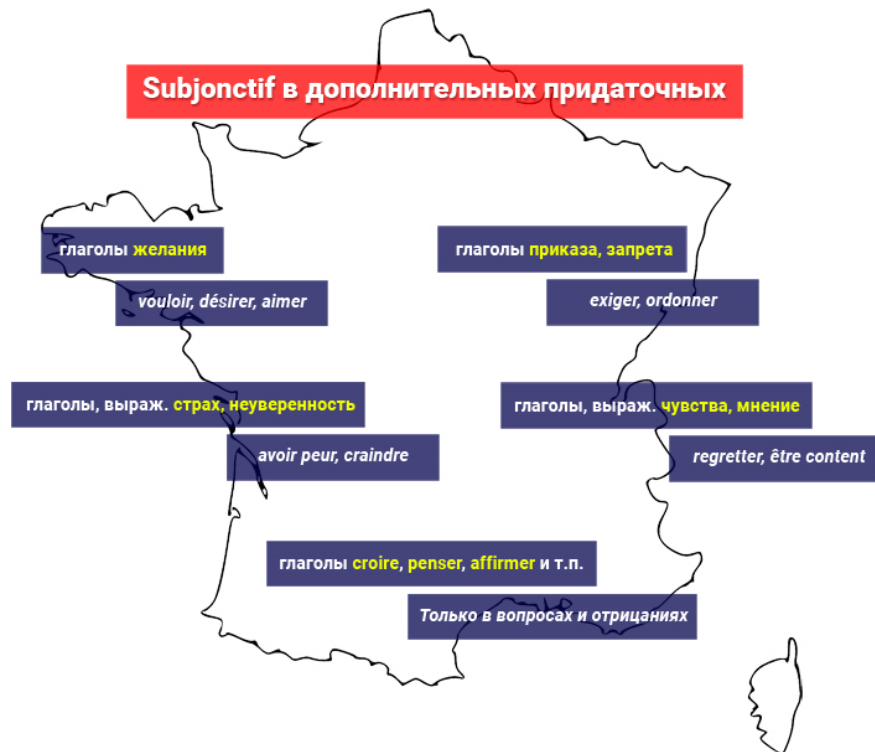 Subjonctif в дополнительных придаточных
глаголы желания
vouloir, désirer, aimer
глаголы приказа, запрета
exiger, ordonner
глаголы, выраж. страх, неуверенность
avoir peur, craindre
глаголы, выраж. чувства, мнение
regretter, être content
глаголы croire, penser, affirmer и т.п.
Только в вопросах и отрицаниях